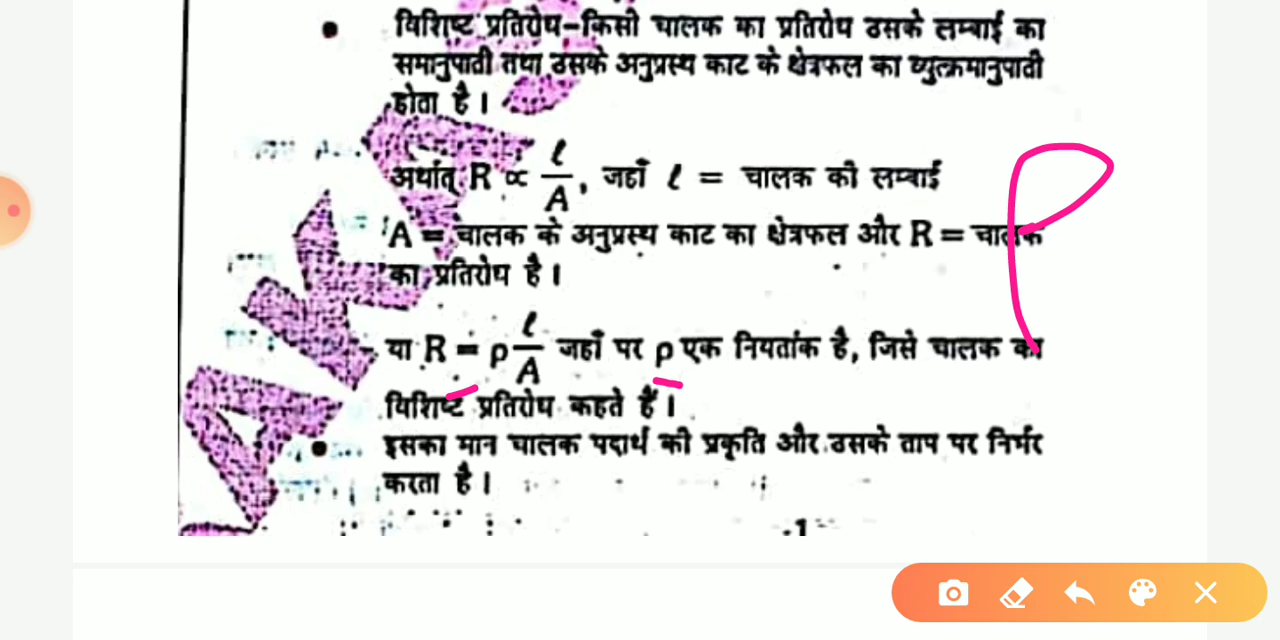 • विशिष्ट प्रतिरोध–किसी चालक का प्रतिरोध उसके लम्बाई का
समानुपाती तथा उसके अनुप्रस्थ काट के क्षेत्रफल का व्युत्क्रमानुपाती
होता है।
अर्थात् R ∝ ℓ/A, जहाँ ℓ = चालक की लम्बाई
A = चालक के अनुप्रस्थ काट का क्षेत्रफल और R = चालक
का प्रतिरोध है।
या R = ρ ℓ/A जहाँ पर ρ एक नियतांक है, जिसे चालक का
विशिष्ट प्रतिरोध कहते हैं।
• इसका मान चालक पदार्थ की प्रकृति और उसके ताप पर निर्भर
करता है।